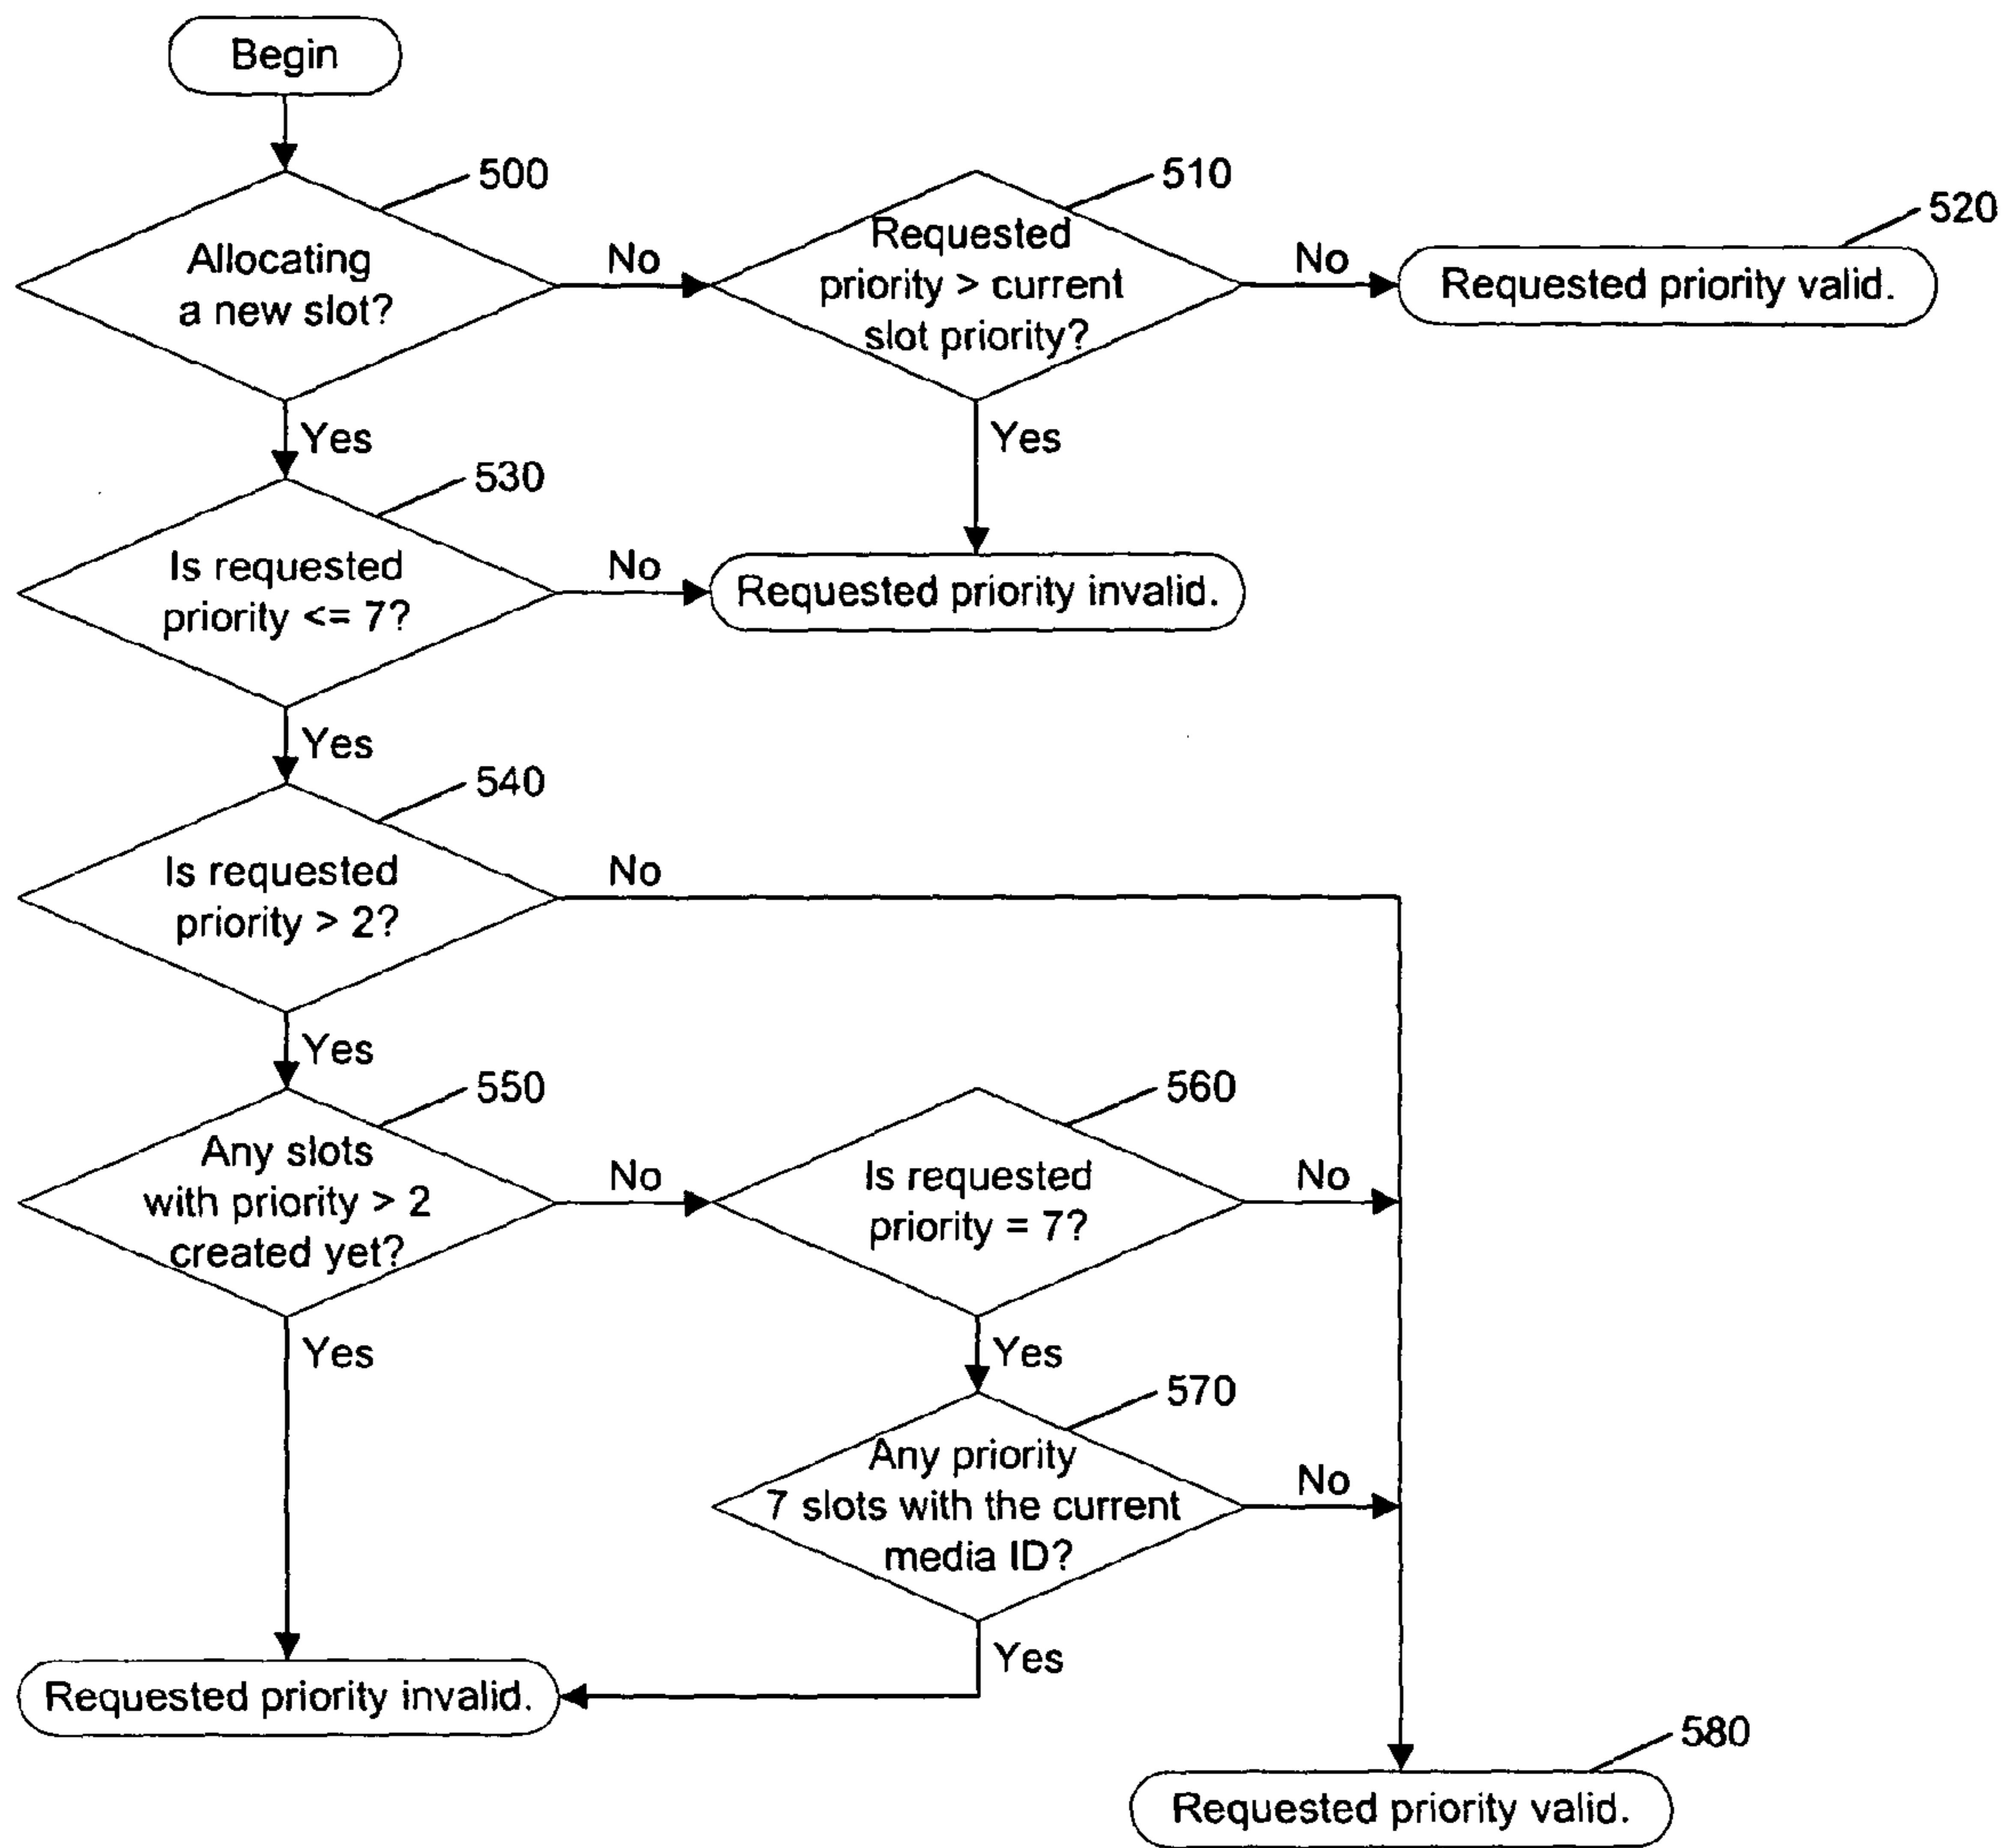 Begin
500
Allocating
a new slot?
No
Yes
510
Requested
priority > current
slot priority?
No
Yes
520
Requested priority valid.
530
Is requested
priority <= 7?
No
Yes
Requested priority invalid.
540
Is requested
priority > 2?
No
Yes
550
Any slots
with priority > 2
created yet?
No
Yes
560
Is requested
priority = 7?
No
Yes
570
Any priority
7 slots with the current
media ID?
No
Yes
Requested priority invalid.
580
Requested priority valid.